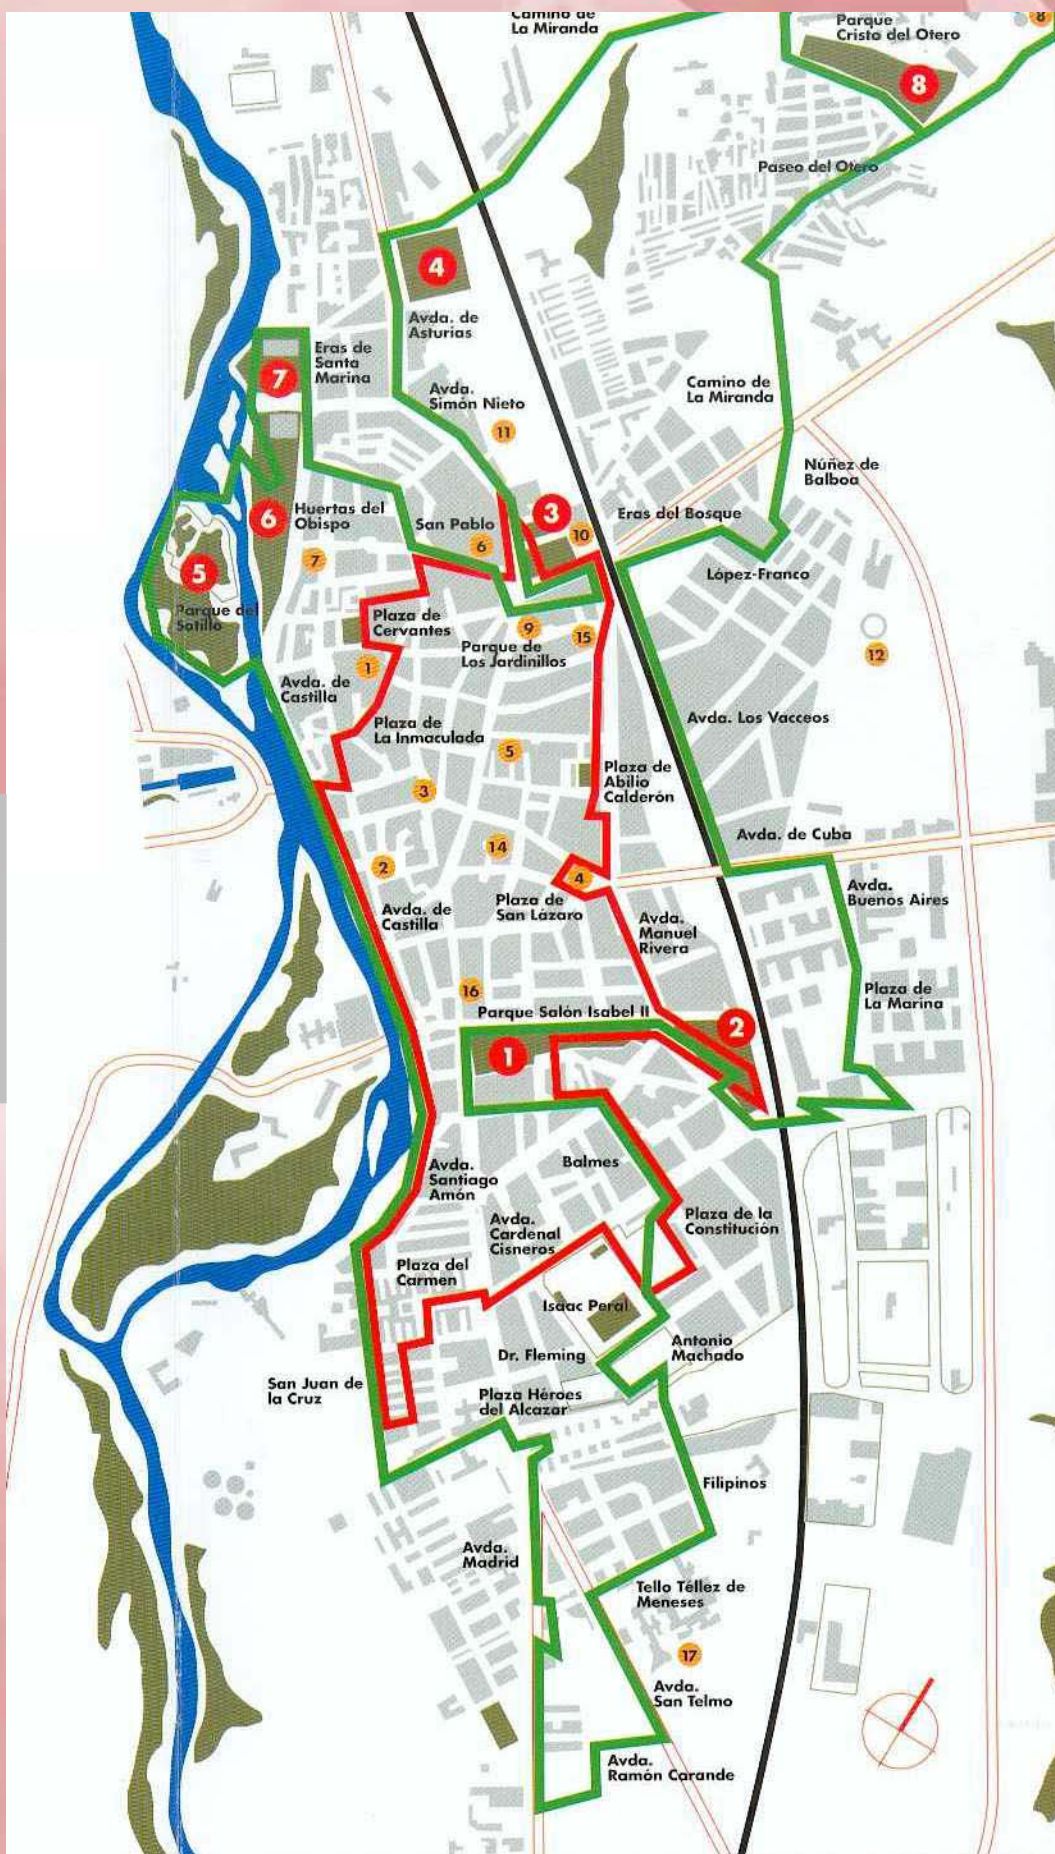 Camino de
La Miranda
Parque
Cristo del Otero
8
8
Paseo del Otero
4
Avda. de
Asturias
Eras de
Santa
Marina
7
Avda.
Simón Nieto
11
Camino de
La Miranda
Núñez de
Balboa
Huertas del
Obispo
6
San Pablo
6
3
10
Eras del Bosque
7
5
López-Franco
Parque del
Sotillo
Plaza de
Cervantes
9
15
Parque de
Los Jardinillos
12
1
Avda. de
Castilla
Plaza de
La Inmaculada
Avda. Los Vacceos
5
3
Plaza de
Abilio
Calderón
Avda. de Cuba
14
2
4
Avda.
Buenos Aires
Avda. de
Castilla
Plaza de
San Lázaro
Avda.
Manuel
Rivera
16
Plaza de
La Marina
Parque Salón Isabel II
1
2
Avda.
Santiago
Amón
Balmes
Avda.
Cardenal
Cisneros
Plaza de la
Constitución
Plaza del
Carmen
Isaac Peral
Dr. Fleming
Antonio
Machado
San Juan de
la Cruz
Plaza Héroes
del Alcazar
Filipinos
Avda.
Madrid
Tello Téllez de
Meneses
17
Avda.
San Telmo
Avda.
Ramón Carande